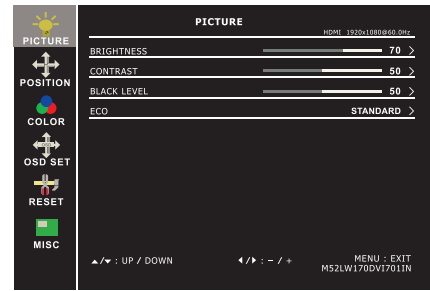 PICTURE
HDMI 1920x1080@60.0Hz
PICTURE
POSITION
COLOR
OSD SET
RESET
MISC
BRIGHTNESS 70 >
CONTRAST 50 >
BLACK LEVEL 50 >
ECO STANDARD >
▲/▼ : UP / DOWN ◀/▶ : – / + MENU : EXIT
M52LW170DVI701IN